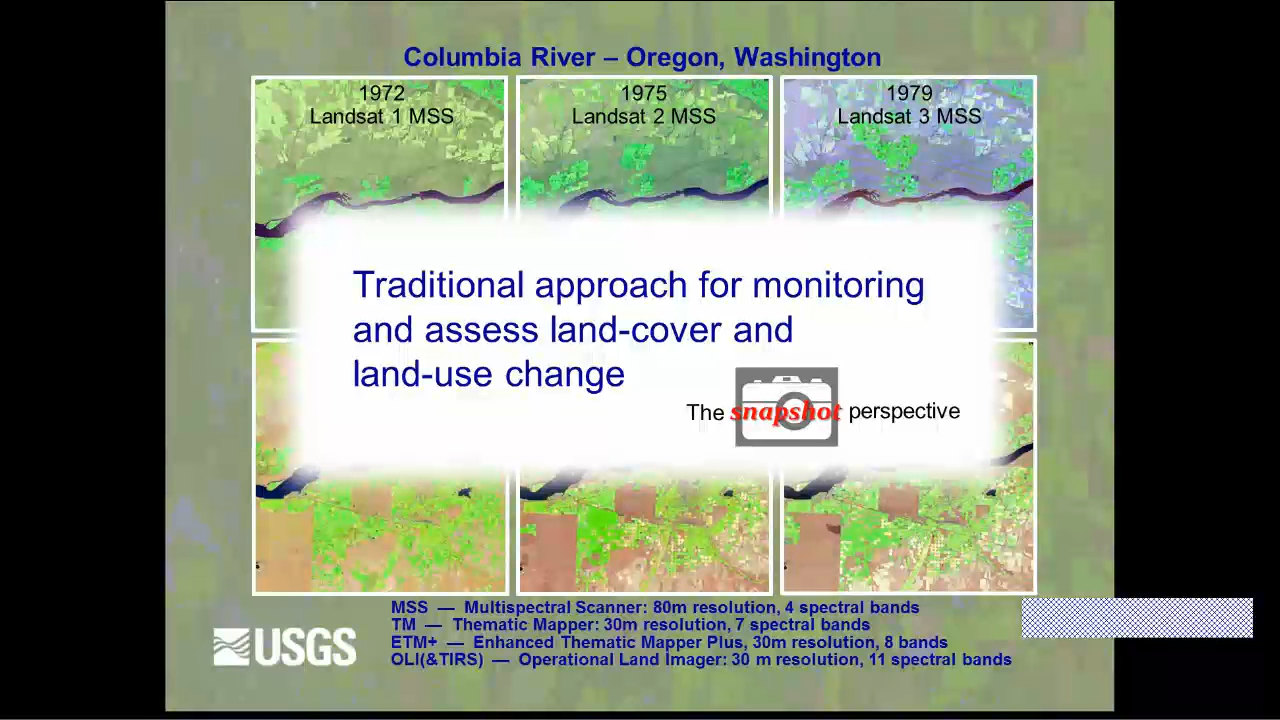 Columbia River – Oregon, Washington
1972
Landsat 1 MSS
1975
Landsat 2 MSS
1979
Landsat 3 MSS
Traditional approach for monitoring
and assess land-cover and
land-use change
The snapshot perspective
MSS — Multispectral Scanner: 80m resolution, 4 spectral bands
TM — Thematic Mapper: 30m resolution, 7 spectral bands
ETM+ — Enhanced Thematic Mapper Plus, 30m resolution, 8 bands
OLI(&TIRS) — Operational Land Imager: 30 m resolution, 11 spectral bands
USGS